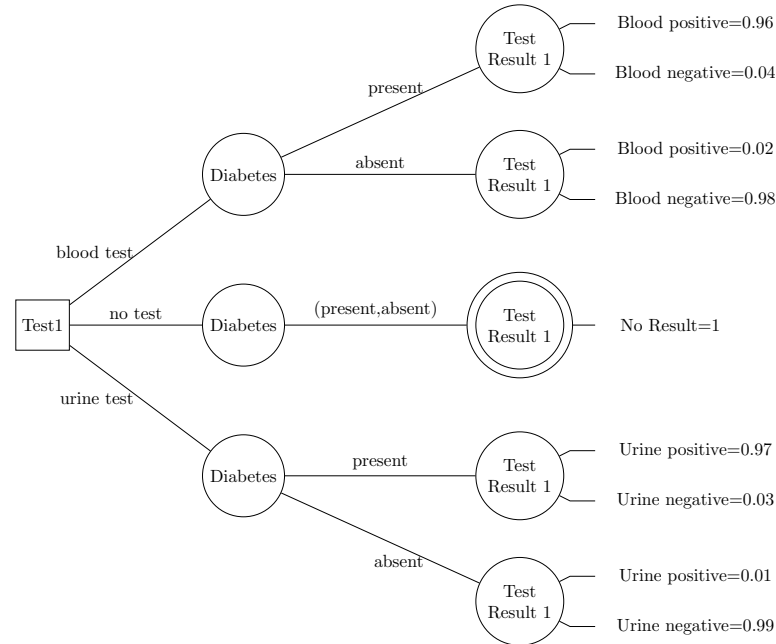 Test
Result 1
Blood positive=0.96
Blood negative=0.04
present
Diabetes
absent
Test
Result 1
Blood positive=0.02
Blood negative=0.98
blood test
Test1
no test
Diabetes
(present,absent)
Test
Result 1
No Result=1
urine test
Diabetes
present
Test
Result 1
Urine positive=0.97
Urine negative=0.03
absent
Test
Result 1
Urine positive=0.01
Urine negative=0.99